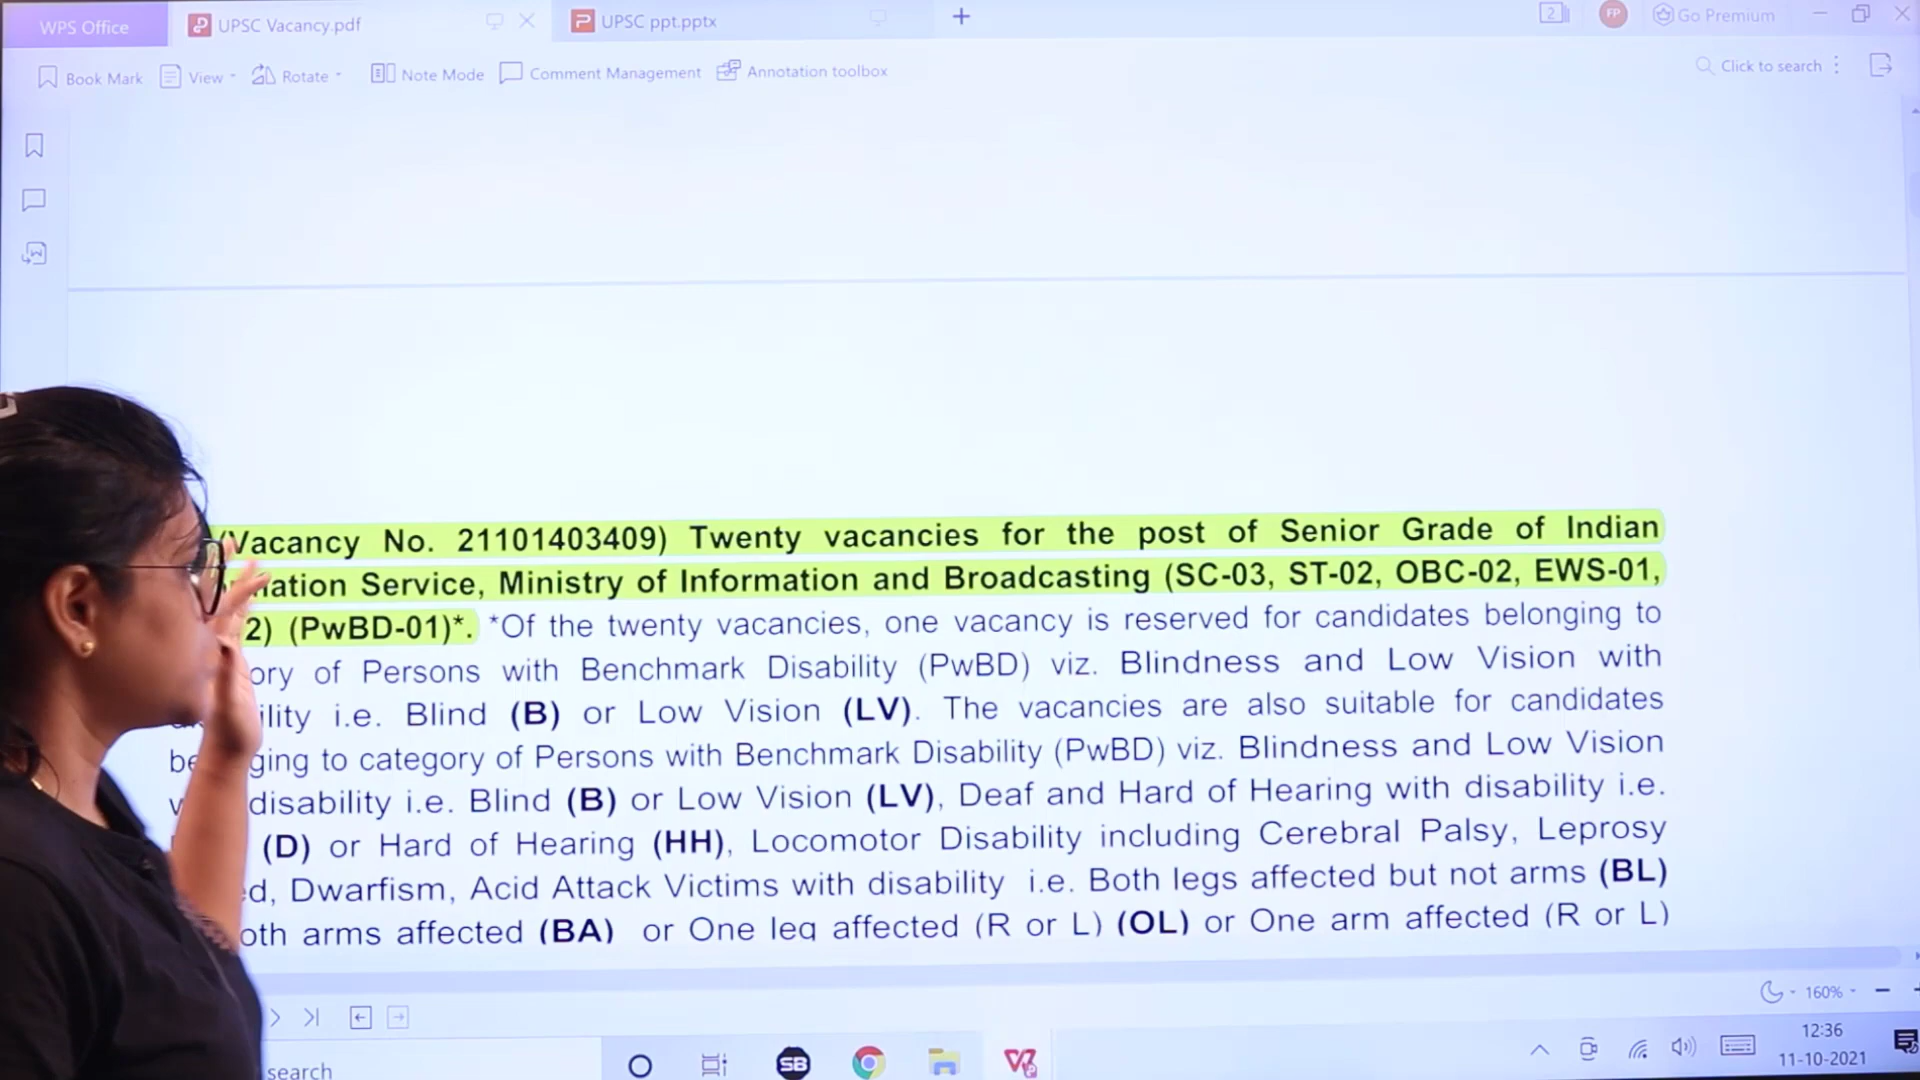 WPS Office
UPSC Vacancy.pdf
UPSC ppt.pptx
2
FP
Go Premium
Book Mark
View
Rotate
Note Mode
Comment Management
Annotation toolbox
Click to search
(Vacancy No. 21101403409) Twenty vacancies for the post of Senior Grade of Indian
mation Service, Ministry of Information and Broadcasting (SC-03, ST-02, OBC-02, EWS-01,
2) (PwBD-01)*. *Of the twenty vacancies, one vacancy is reserved for candidates belonging to
ory of Persons with Benchmark Disability (PwBD) viz. Blindness and Low Vision with
ility i.e. Blind (B) or Low Vision (LV). The vacancies are also suitable for candidates
be ging to category of Persons with Benchmark Disability (PwBD) viz. Blindness and Low Vision
disability i.e. Blind (B) or Low Vision (LV), Deaf and Hard of Hearing with disability i.e.
(D) or Hard of Hearing (HH), Locomotor Disability including Cerebral Palsy, Leprosy
d, Dwarfism, Acid Attack Victims with disability i.e. Both legs affected but not arms (BL)
oth arms affected (BA) or One leg affected (R or L) (OL) or One arm affected (R or L)
160%
search
SB
12:36
11-10-2021